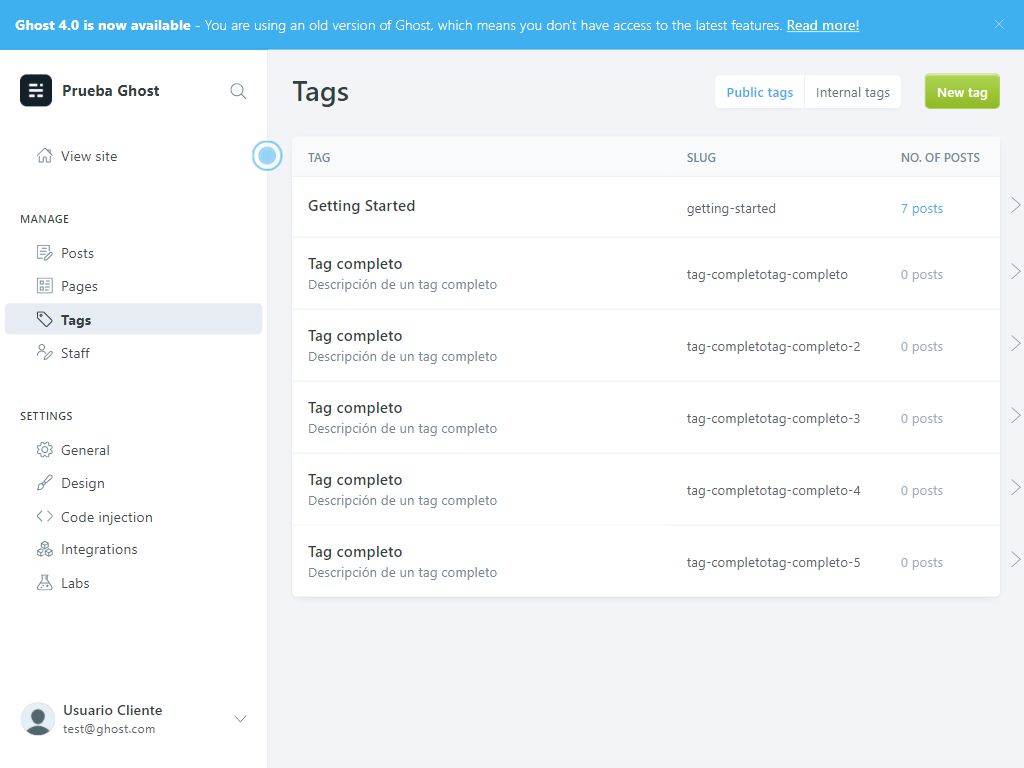 Ghost 4.0 is now available - You are using an old version of Ghost, which means you don't have access to the latest features. Read more!
Prueba Ghost
View site
MANAGE
Posts
Pages
Tags
Staff
SETTINGS
General
Design
Code injection
Integrations
Labs
Usuario Cliente
test@ghost.com
Tags
Public tags Internal tags New tag
TAG SLUG NO. OF POSTS
Getting Started getting-started 7 posts
Tag completo
Descripción de un tag completo tag-completotag-completo 0 posts
Tag completo
Descripción de un tag completo tag-completotag-completo-2 0 posts
Tag completo
Descripción de un tag completo tag-completotag-completo-3 0 posts
Tag completo
Descripción de un tag completo tag-completotag-completo-4 0 posts
Tag completo
Descripción de un tag completo tag-completotag-completo-5 0 posts